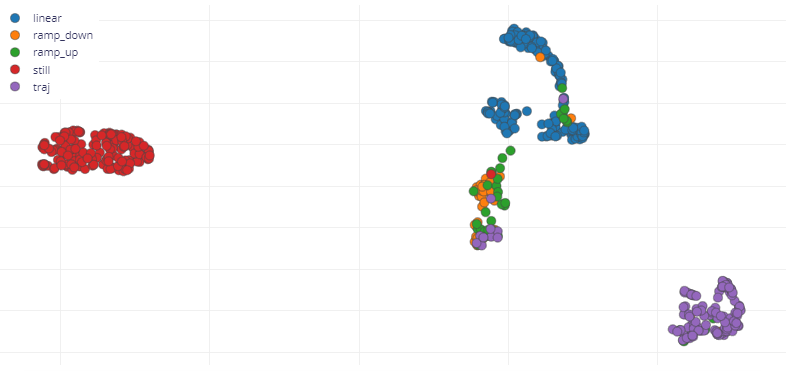 linear
ramp_down
ramp_up
still
traj